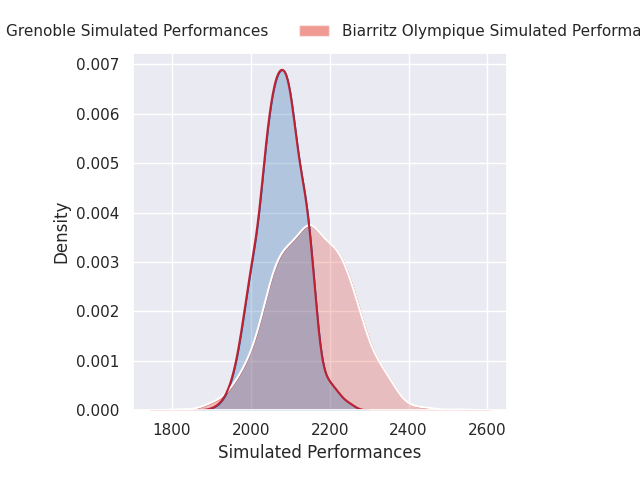 Grenoble Simulated Performances Biarritz Olympique Simulated Performa
0.007
0.006
0.005
0.004
0.003
0.002
0.001
0.000
Density
1800 2000 2200 2400 2600
Simulated Performances